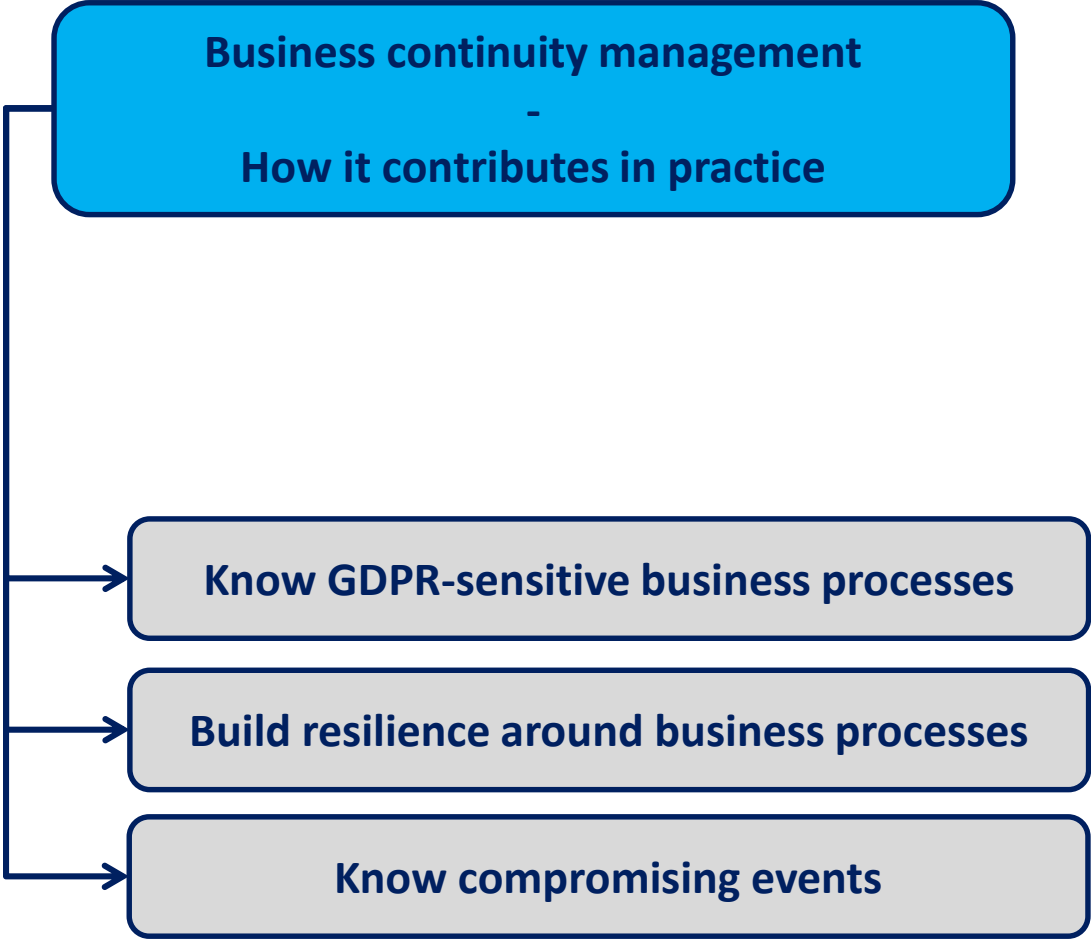 Business continuity management
-
How it contributes in practice
Know GDPR-sensitive business processes
Build resilience around business processes
Know compromising events